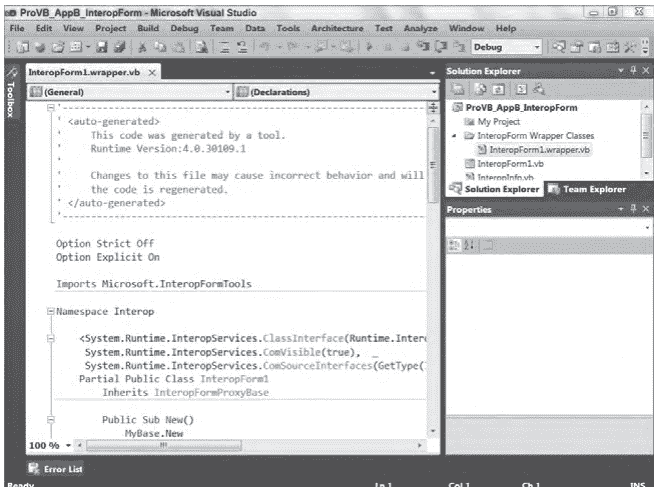 ProVB_AppB_InteropForm - Microsoft Visual Studio
File Edit View Project Build Debug Team Data Tools Architecture Test Analyze Window Help
Debug
Toolbox
InteropForm1.wrapper.vb
(General) (Declarations)
'------------------------------------------------------------------------------
' <auto-generated>
'     This code was generated by a tool.
'     Runtime Version:4.0.30109.1
'
'     Changes to this file may cause incorrect behavior and will
'     the code is regenerated.
' </auto-generated>
'------------------------------------------------------------------------------
Option Strict Off
Option Explicit On
Imports Microsoft.InteropFormTools
Namespace Interop
<System.Runtime.InteropServices.ClassInterface(Runtime.Interc
System.Runtime.InteropServices.ComVisible(true), _
System.Runtime.InteropServices.ComSourceInterfaces(GetType(
Partial Public Class InteropForm1
Inherits InteropFormProxyBase
Public Sub New()
MyBase.New
100 %
Solution Explorer
ProVB_AppB_InteropForm
My Project
InteropForm Wrapper Classes
InteropForm1.wrapper.vb
InteropForm1.vb
InteropInfo.vb
Solution Explorer Team Explorer
Properties
Error List
Ready Ln 1 Col 1 Ch 1 INS